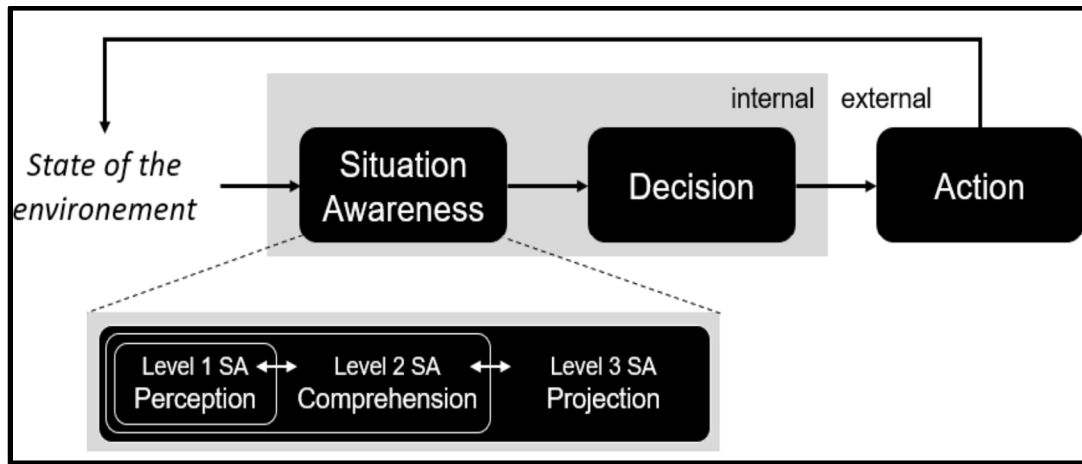 internal
external
State of the
environement
Situation
Awareness
Decision
Action
Level 1 SA
Perception
Level 2 SA
Comprehension
Level 3 SA
Projection